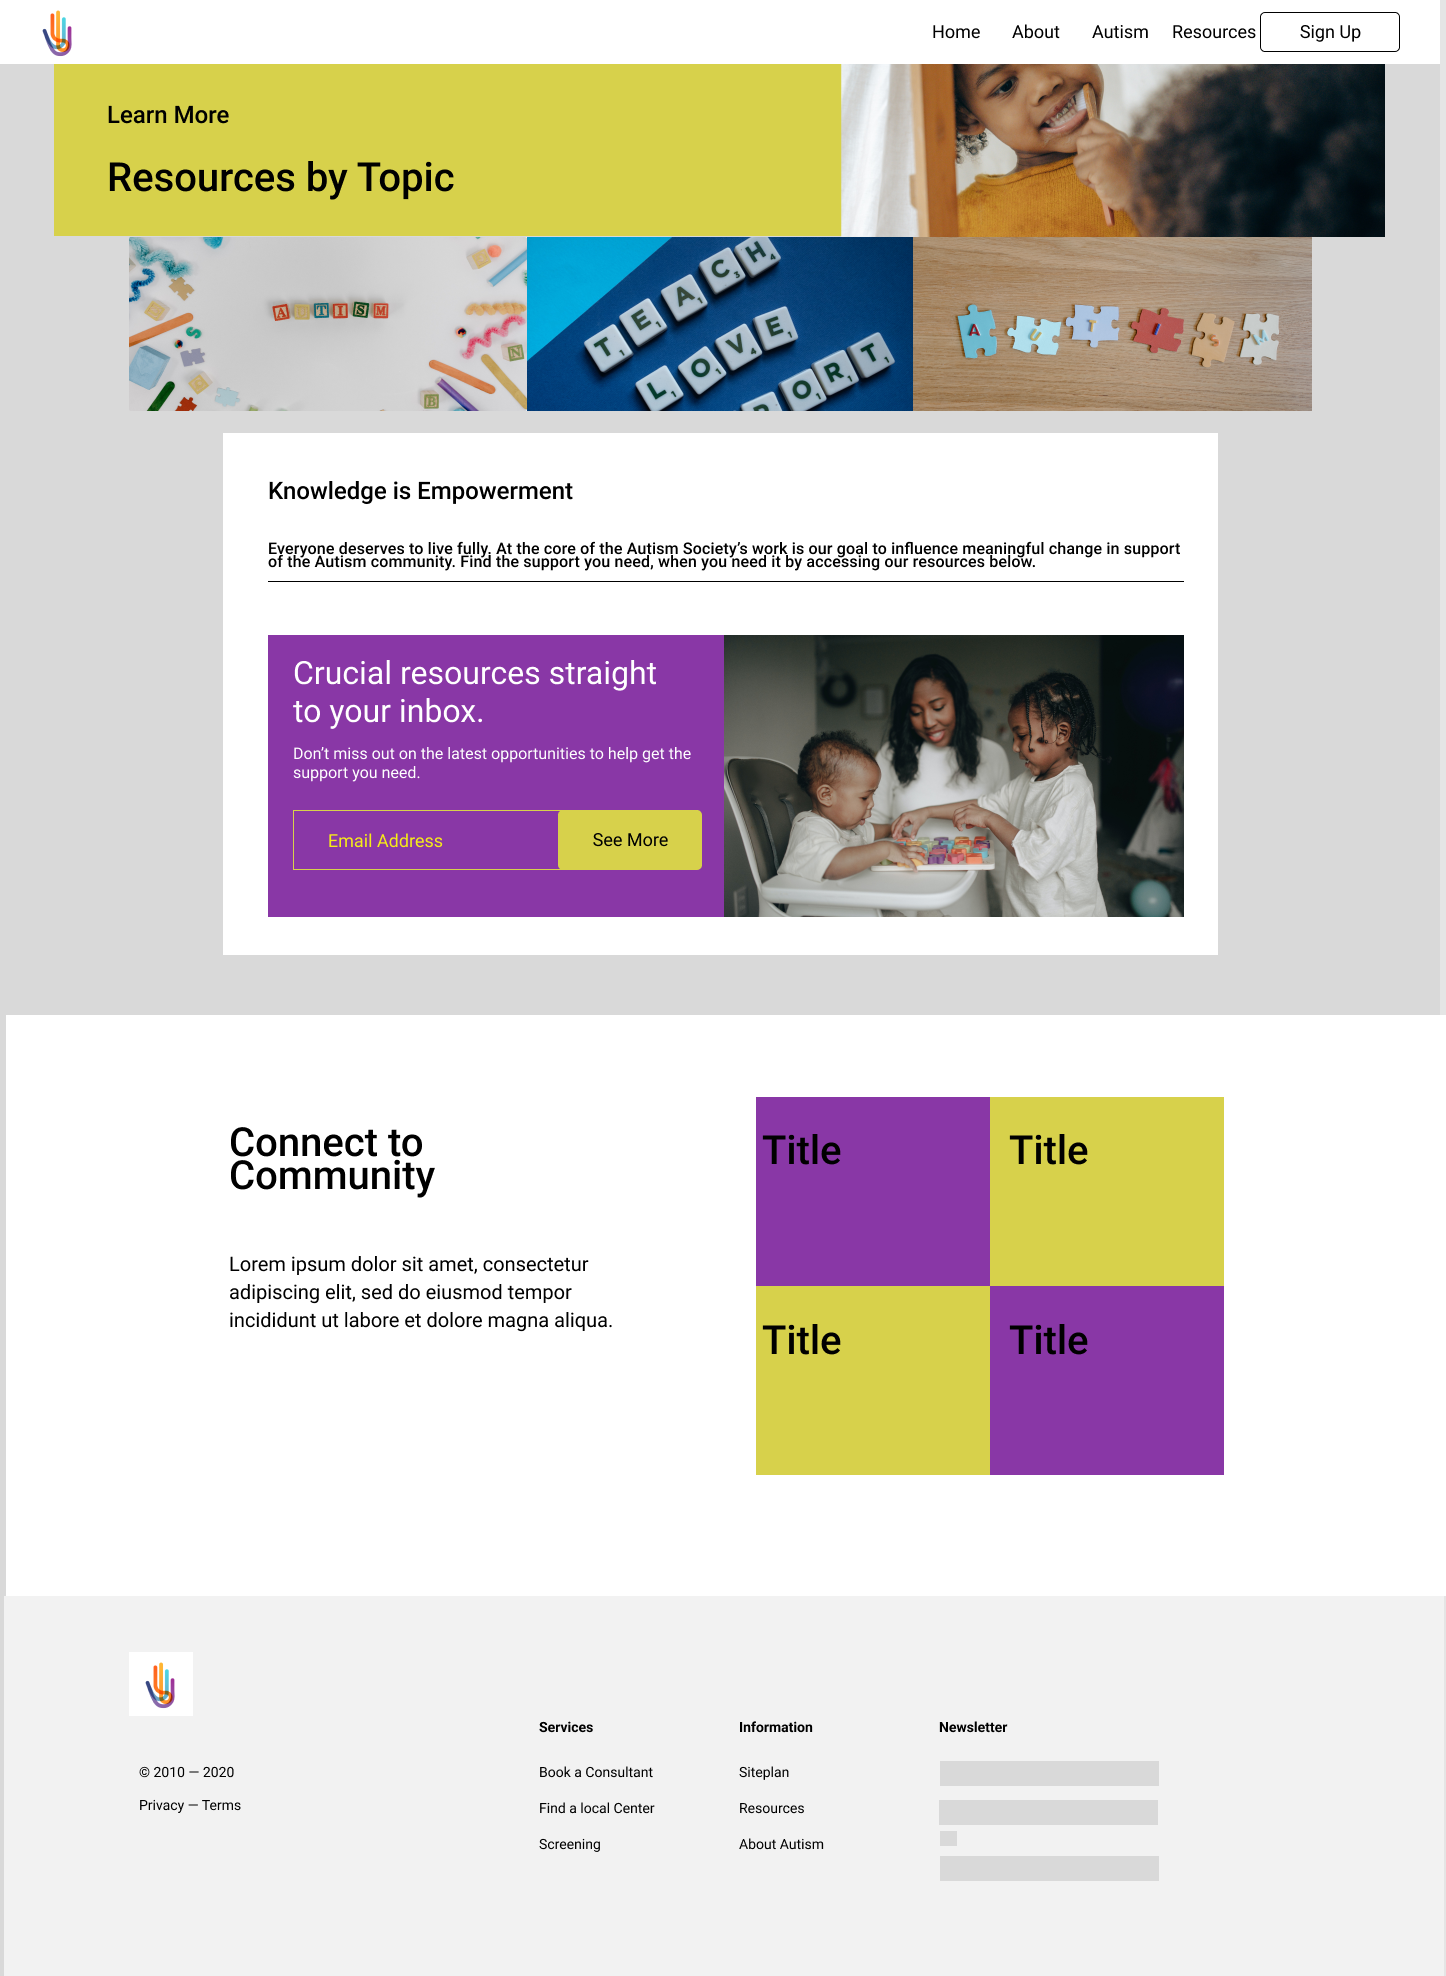 Home About Autism Resources Sign Up
Learn More
Resources by Topic
AUTISM
TEACH
LOVE
PORT
AUTISM
Knowledge is Empowerment
Everyone deserves to live fully. At the core of the Autism Society’s work is our goal to influence meaningful change in support
of the Autism community. Find the support you need, when you need it by accessing our resources below.
Crucial resources straight
to your inbox.
Don’t miss out on the latest opportunities to help get the
support you need.
Email Address
See More
Connect to
Community
Lorem ipsum dolor sit amet, consectetur
adipiscing elit, sed do eiusmod tempor
incididunt ut labore et dolore magna aliqua.
Title
Title
Title
Title
© 2010 — 2020
Privacy — Terms
Services
Book a Consultant
Find a local Center
Screening
Information
Siteplan
Resources
About Autism
Newsletter